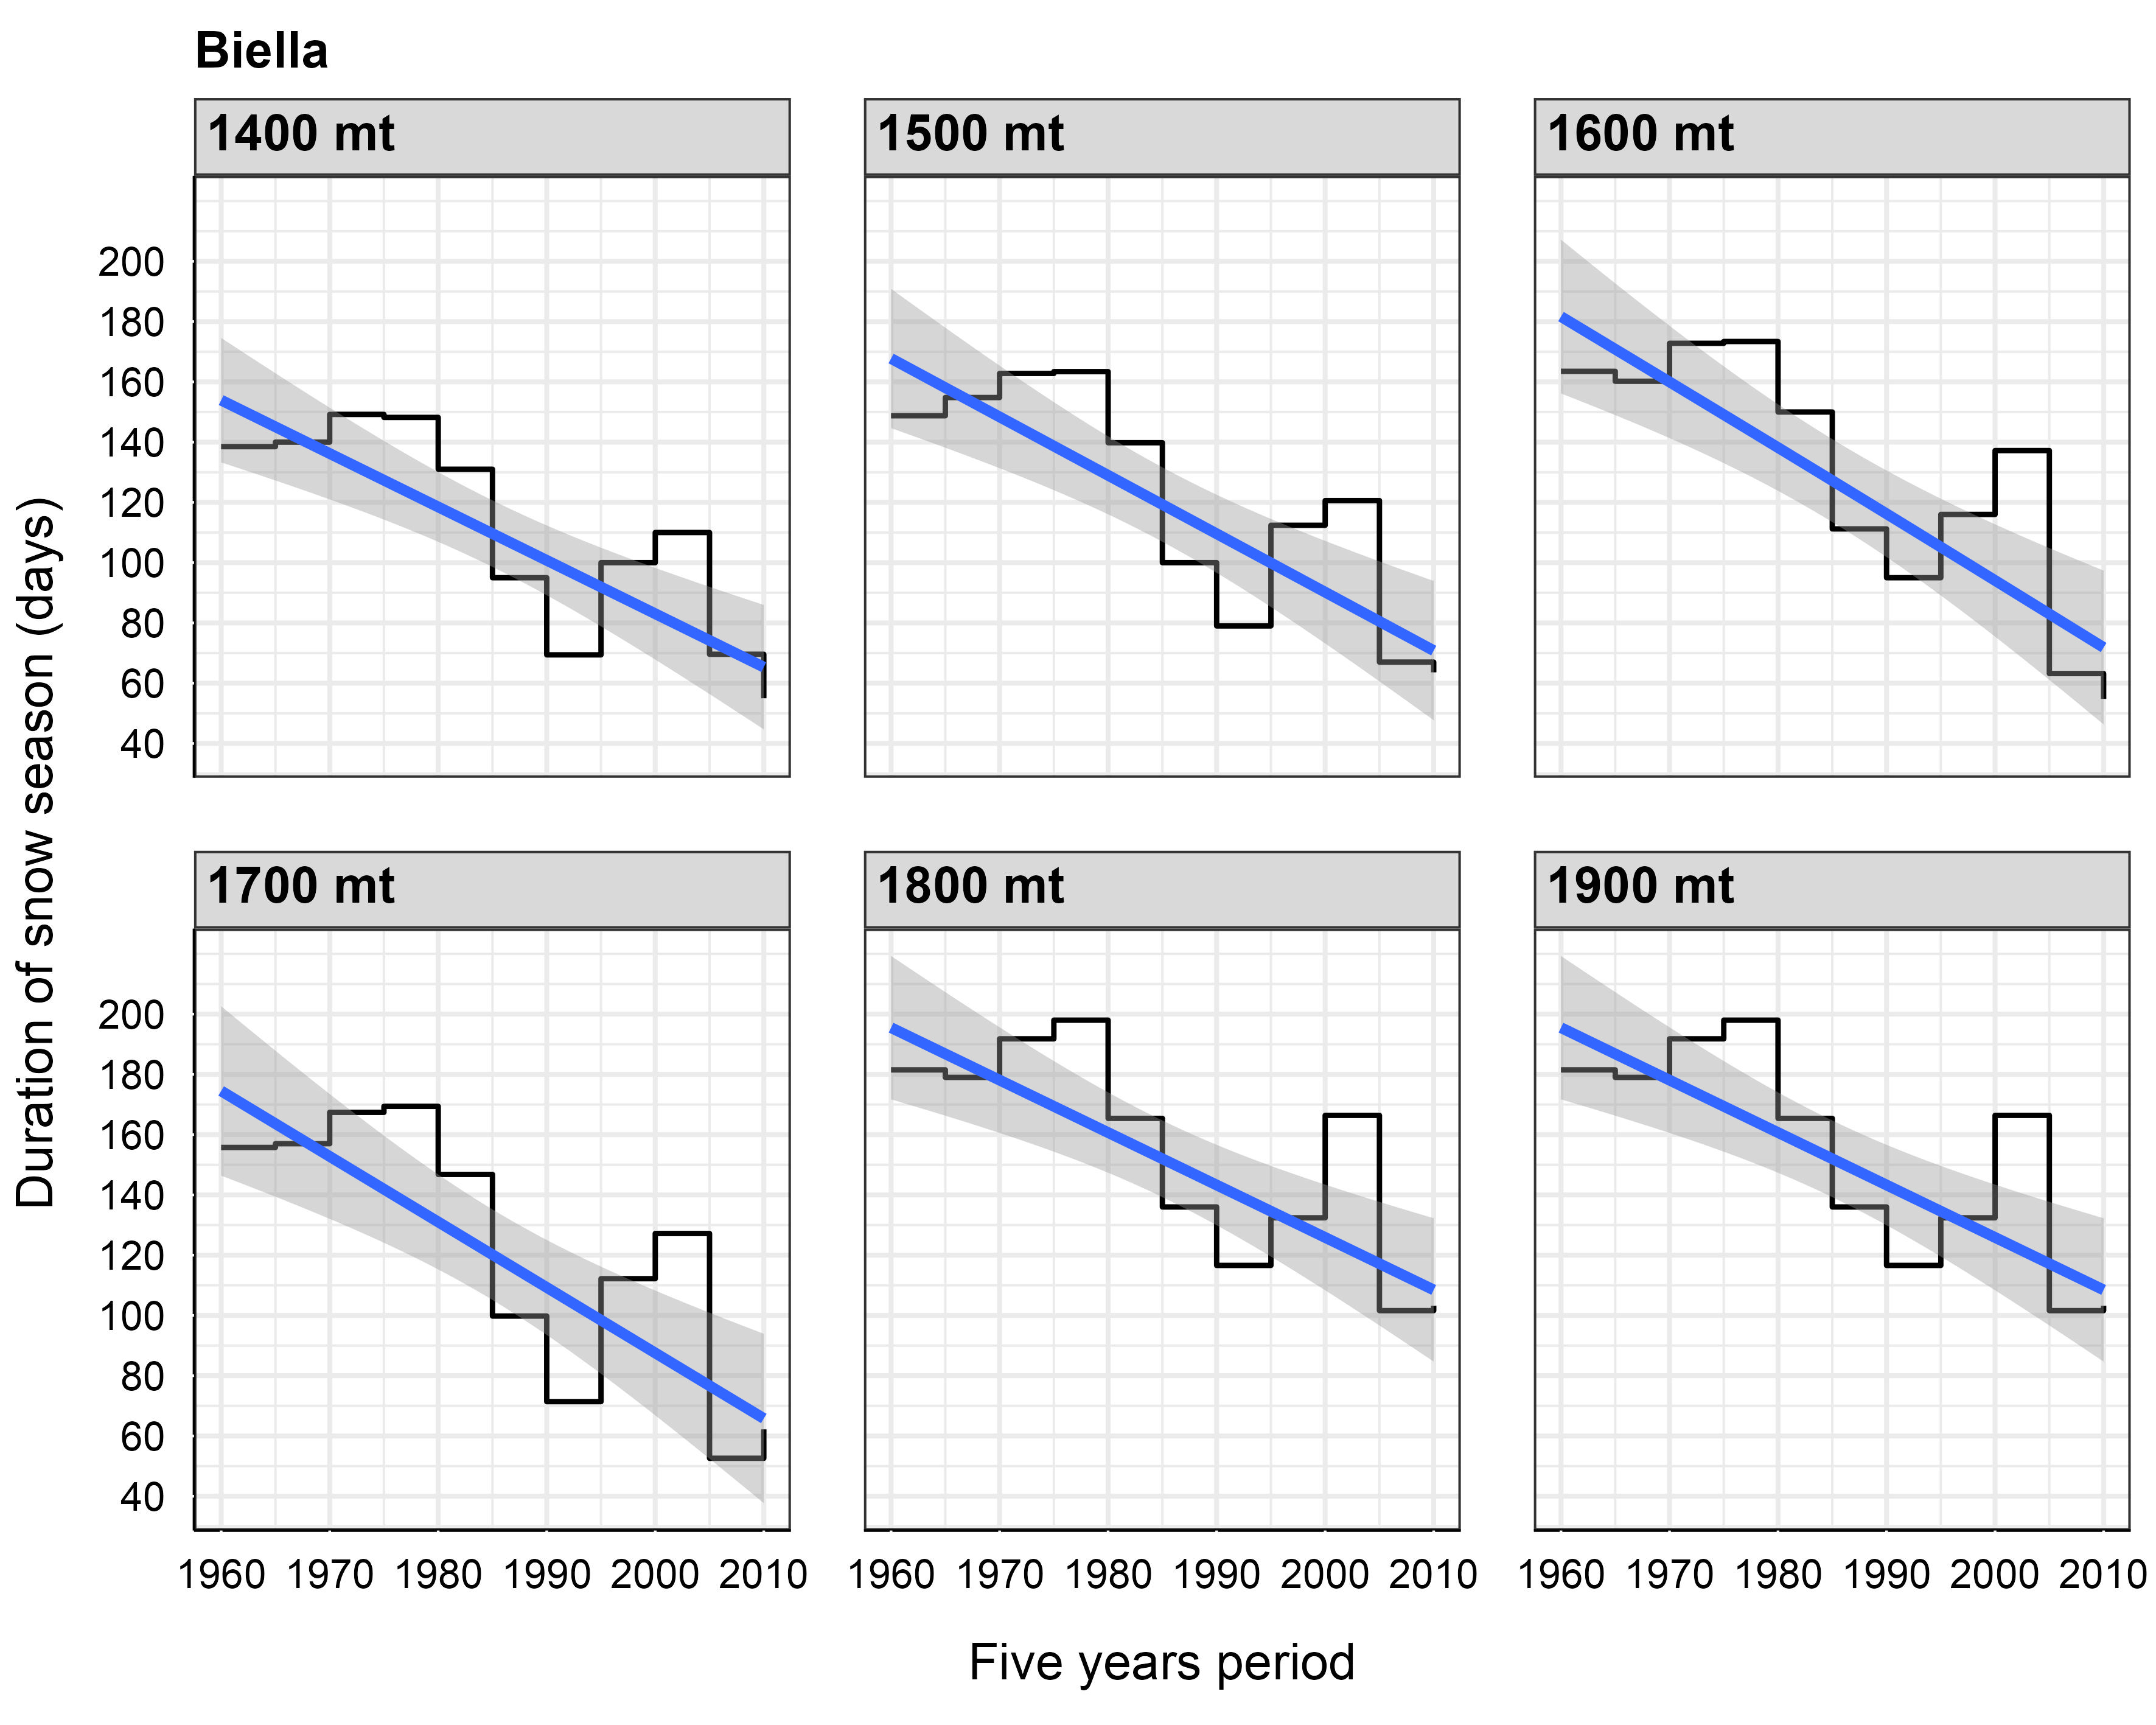 Biella
1400 mt
1500 mt
1600 mt
200
180
160
140
120
100
80
60
40
Duration of snow season (days)
1700 mt
1800 mt
1900 mt
200
180
160
140
120
100
80
60
40
1960 1970 1980 1990 2000 2010
1960 1970 1980 1990 2000 2010
1960 1970 1980 1990 2000 2010
Five years period